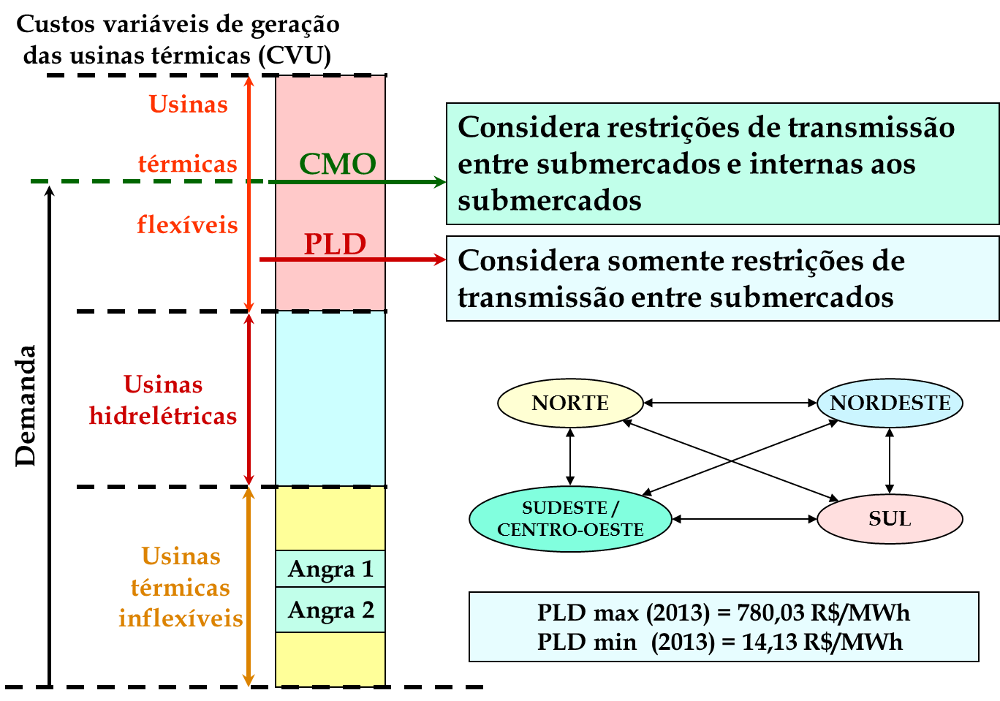 Custos variáveis de geração
das usinas térmicas (CVU)
Usinas
térmicas
flexíveis
CMO
PLD
Considera restrições de transmissão
entre submercados e internas aos
submercados
Considera somente restrições de
transmissão entre submercados
Demanda
Usinas
hidrelétricas
NORTE
NORDESTE
SUDESTE /
CENTRO-OESTE
SUL
Usinas
térmicas
inflexíveis
Angra 1
Angra 2
PLD max (2013) = 780,03 R$/MWh
PLD min (2013) = 14,13 R$/MWh